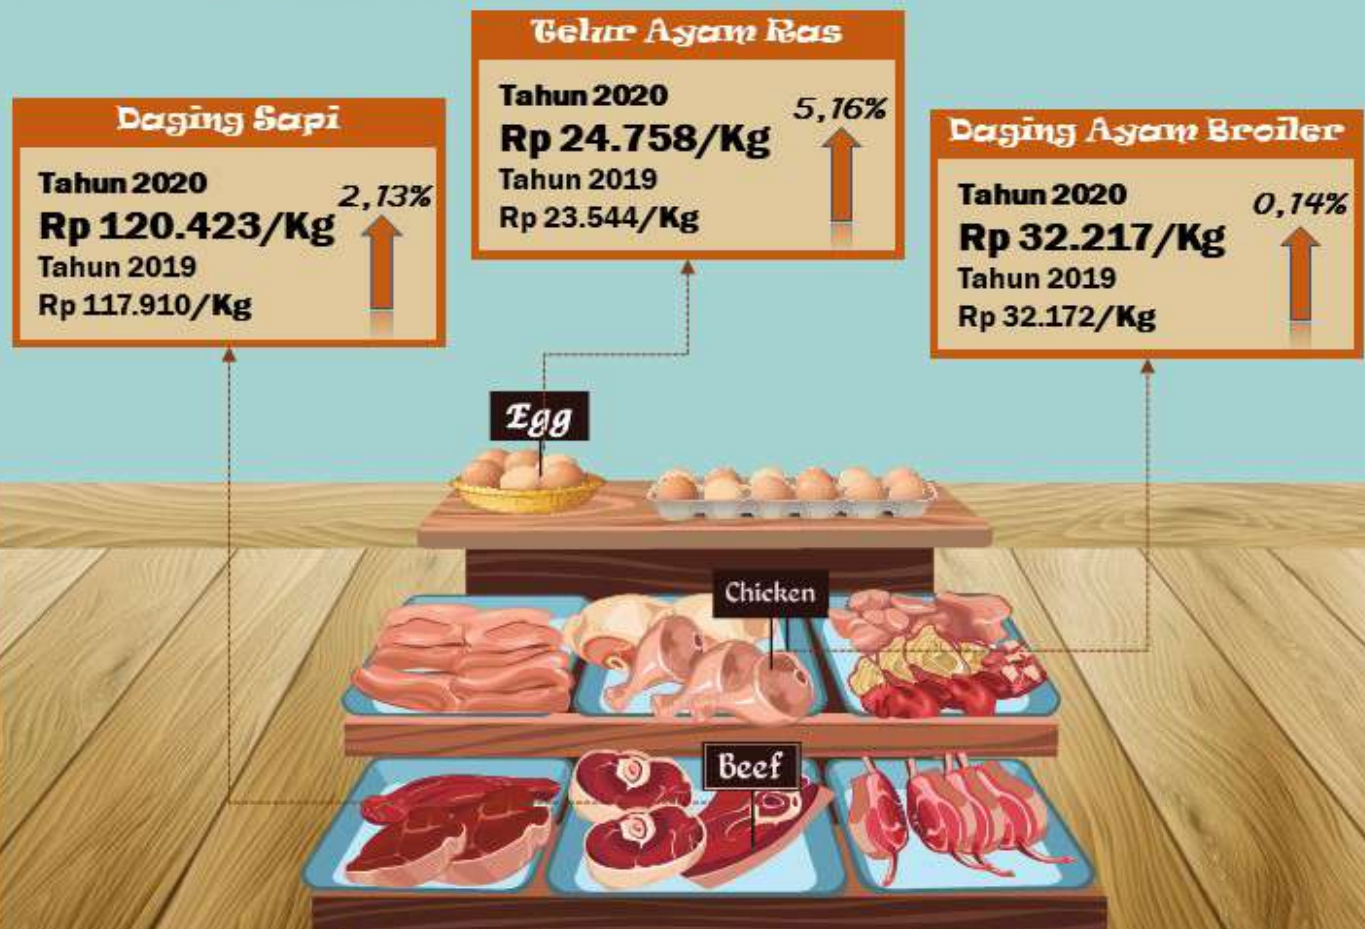 Telur Ayam Ras
Tahun 2020
Rp 24.758/Kg
5,16%
Tahun 2019
Rp 23.544/Kg
Daging Sapi
Tahun 2020
2,13%
Rp 120.423/Kg
Tahun 2019
Rp 117.910/Kg
Daging Ayam Broiler
Tahun 2020
0,14%
Rp 32.217/Kg
Tahun 2019
Rp 32.172/Kg
Egg
Chicken
Beef